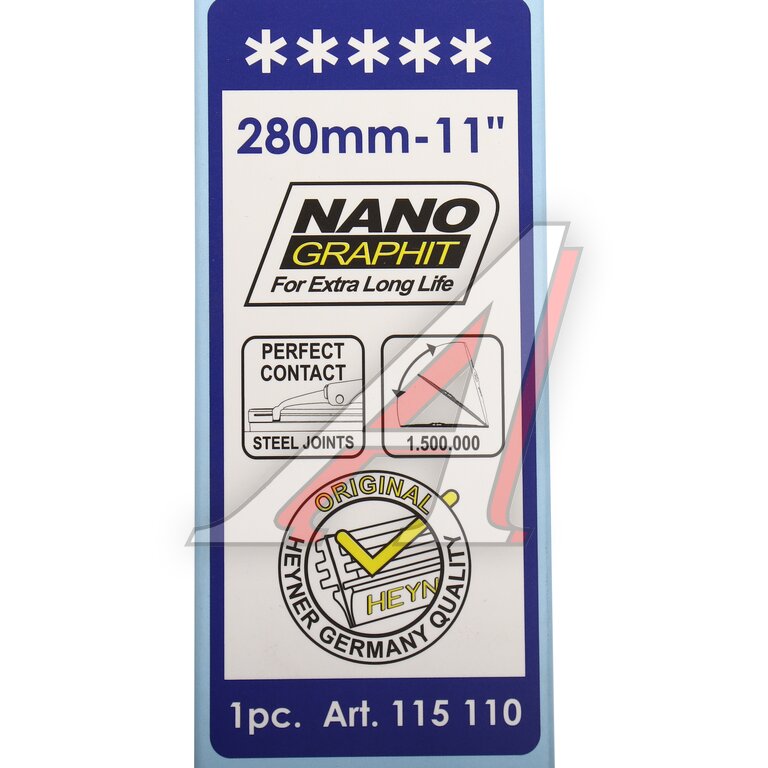 *****
280mm-11"
NANO
GRAPHIT
For Extra Long Life
PERFECT
CONTACT
STEEL JOINTS
1.500.000
ORIGINAL
HEYNER GERMANY QUALITY
HEYN
1pc. Art. 115 110